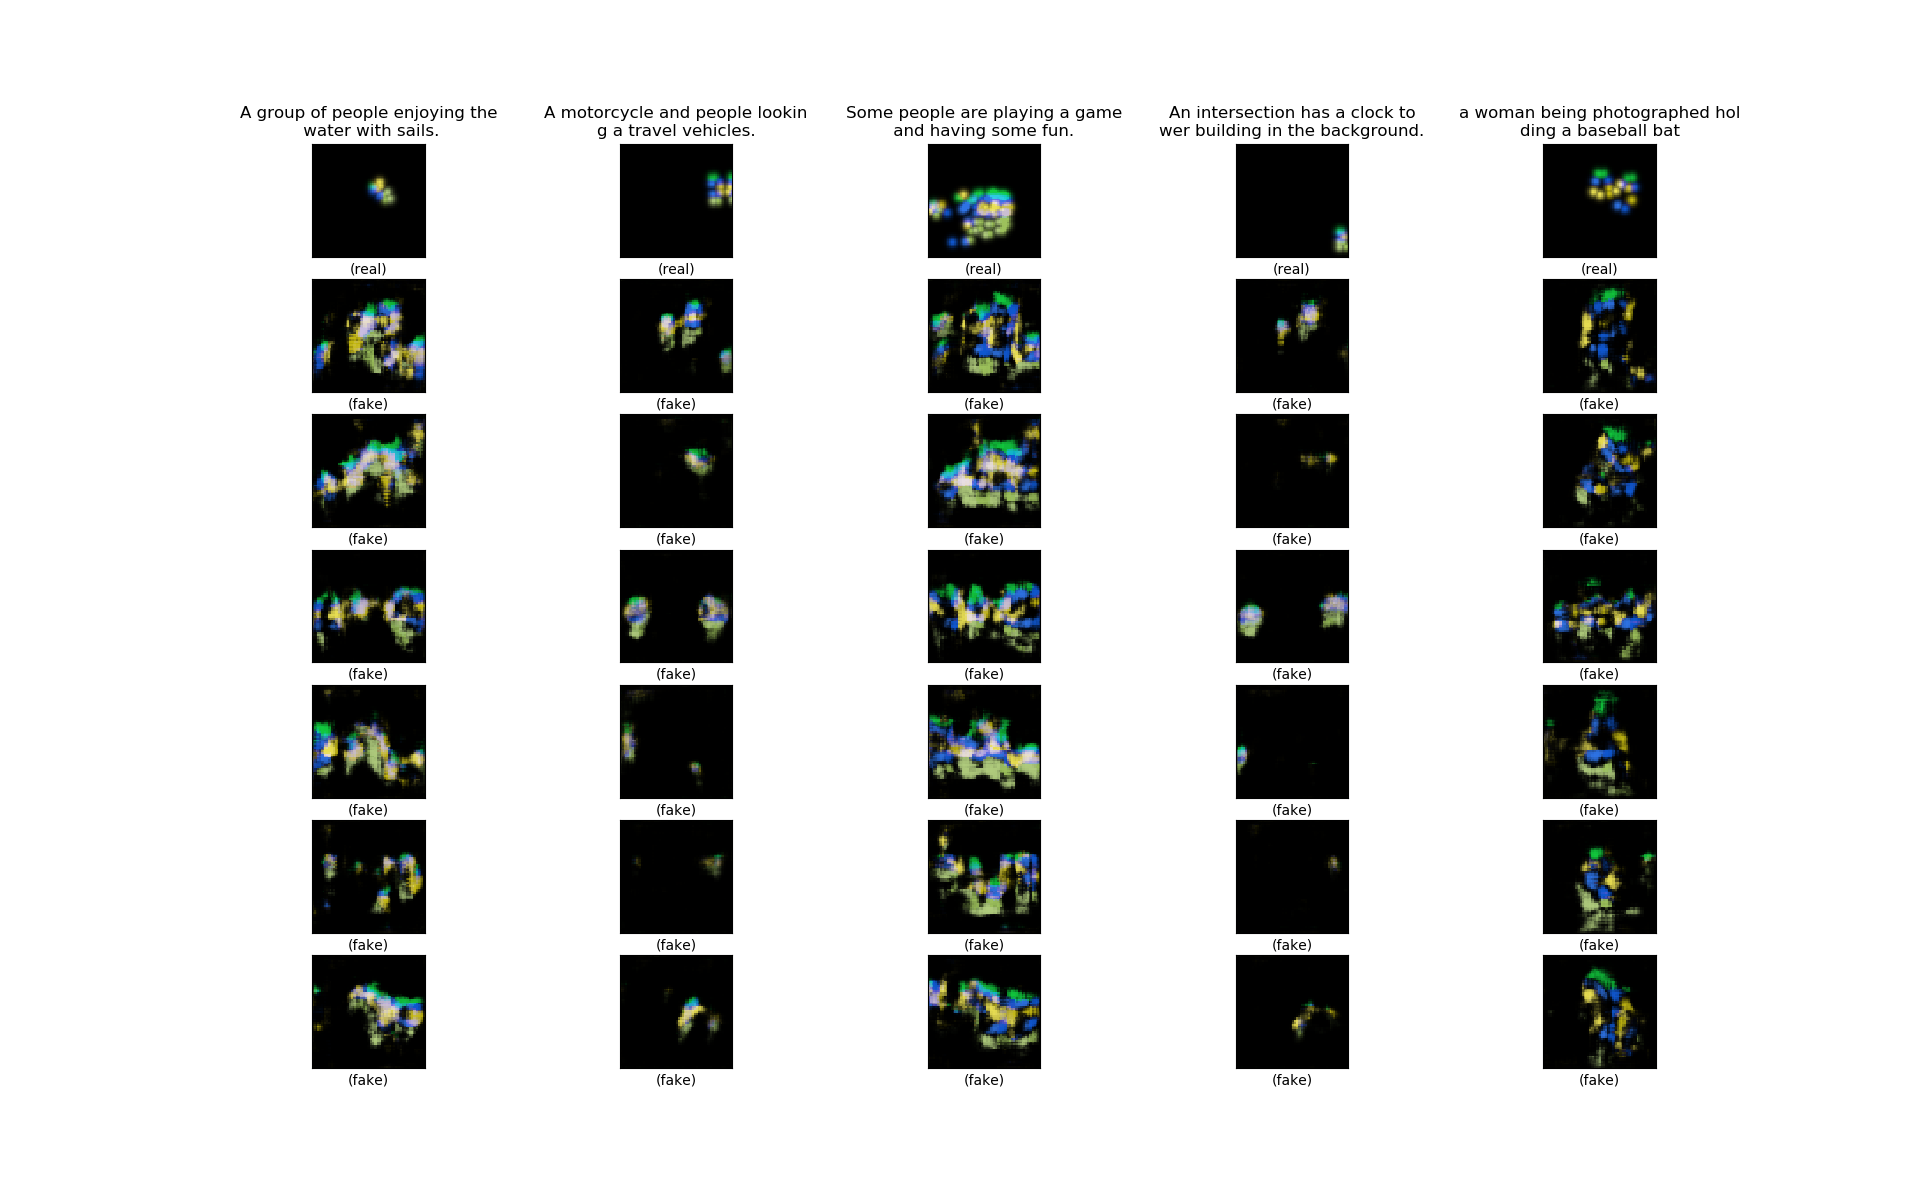 A group of people enjoying the
water with sails.
A motorcycle and people lookin
g a travel vehicles.
Some people are playing a game
and having some fun.
An intersection has a clock to
wer building in the background.
a woman being photographed hol
ding a baseball bat
(real) (real) (real) (real) (real)
(fake) (fake) (fake) (fake) (fake)
(fake) (fake) (fake) (fake) (fake)
(fake) (fake) (fake) (fake) (fake)
(fake) (fake) (fake) (fake) (fake)
(fake) (fake) (fake) (fake) (fake)
(fake) (fake) (fake) (fake) (fake)